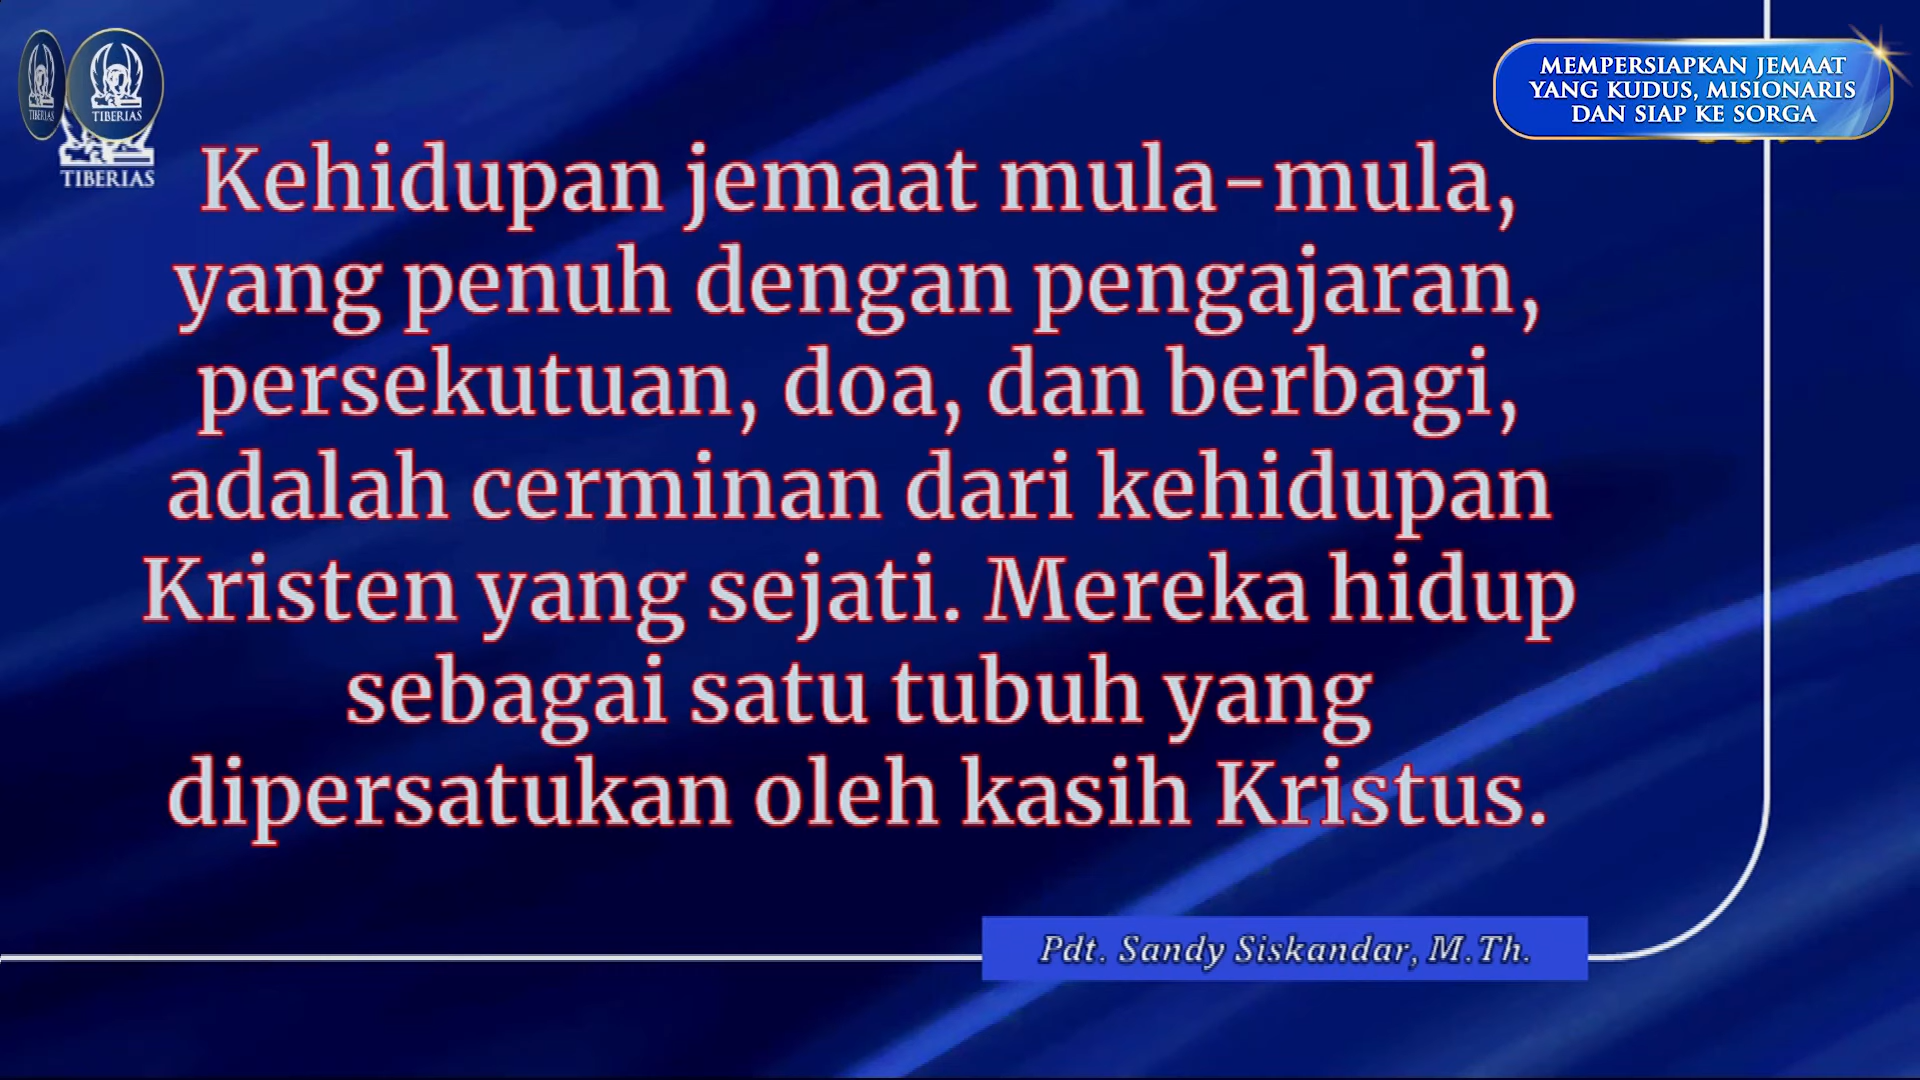 TIBERIAS
TIBERIAS
TIBERIAS
MEMPERSIAPKAN JEMAAT
YANG KUDUS, MISIONARIS
DAN SIAP KE SORGA
Kehidupan jemaat mula-mula,
yang penuh dengan pengajaran,
persekutuan, doa, dan berbagi,
adalah cerminan dari kehidupan
Kristen yang sejati. Mereka hidup
sebagai satu tubuh yang
dipersatukan oleh kasih Kristus.
Pdt. Sandy Siskandar, M.Th.